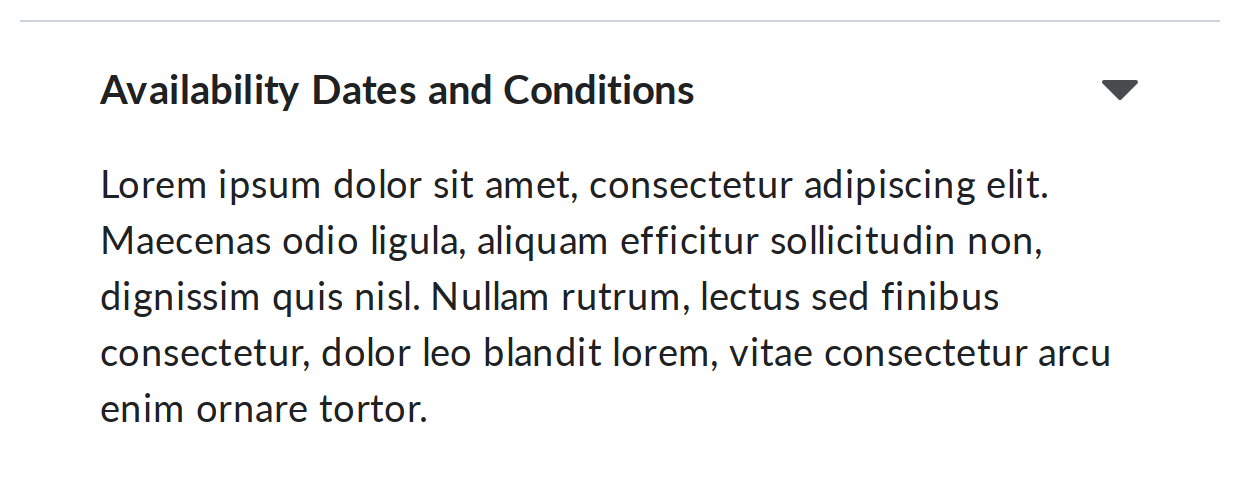 Availability Dates and Conditions
Lorem ipsum dolor sit amet, consectetur adipiscing elit.
Maecenas odio ligula, aliquam efficitur sollicitudin non,
dignissim quis nisl. Nullam rutrum, lectus sed finibus
consectetur, dolor leo blandit lorem, vitae consectetur arcu
enim ornare tortor.